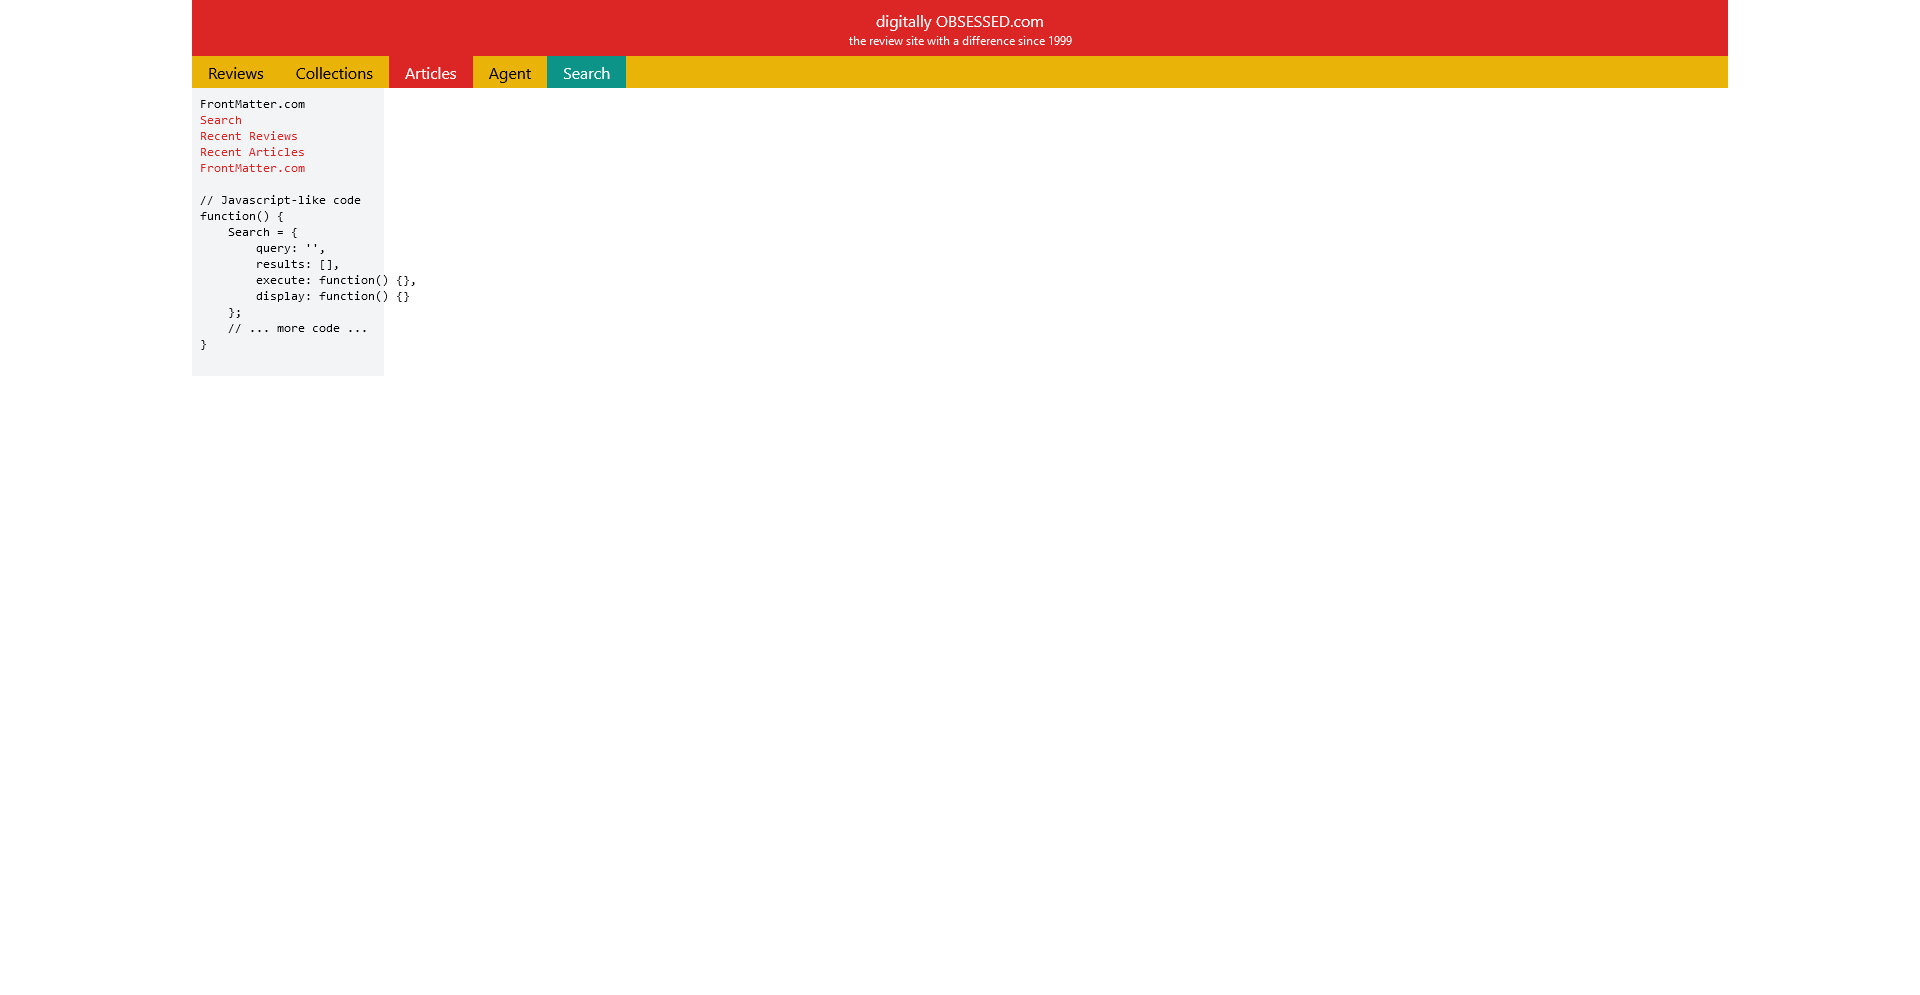 digitally OBSESSED.com
the review site with a difference since 1999
Reviews Collections Articles Agent Search
FrontMatter.com
Search
Recent Reviews
Recent Articles
FrontMatter.com
// Javascript-like code
function() {
    Search = {
        query: '',
        results: [],
        execute: function() {},
        display: function() {}
    };
    // ... more code ...
}